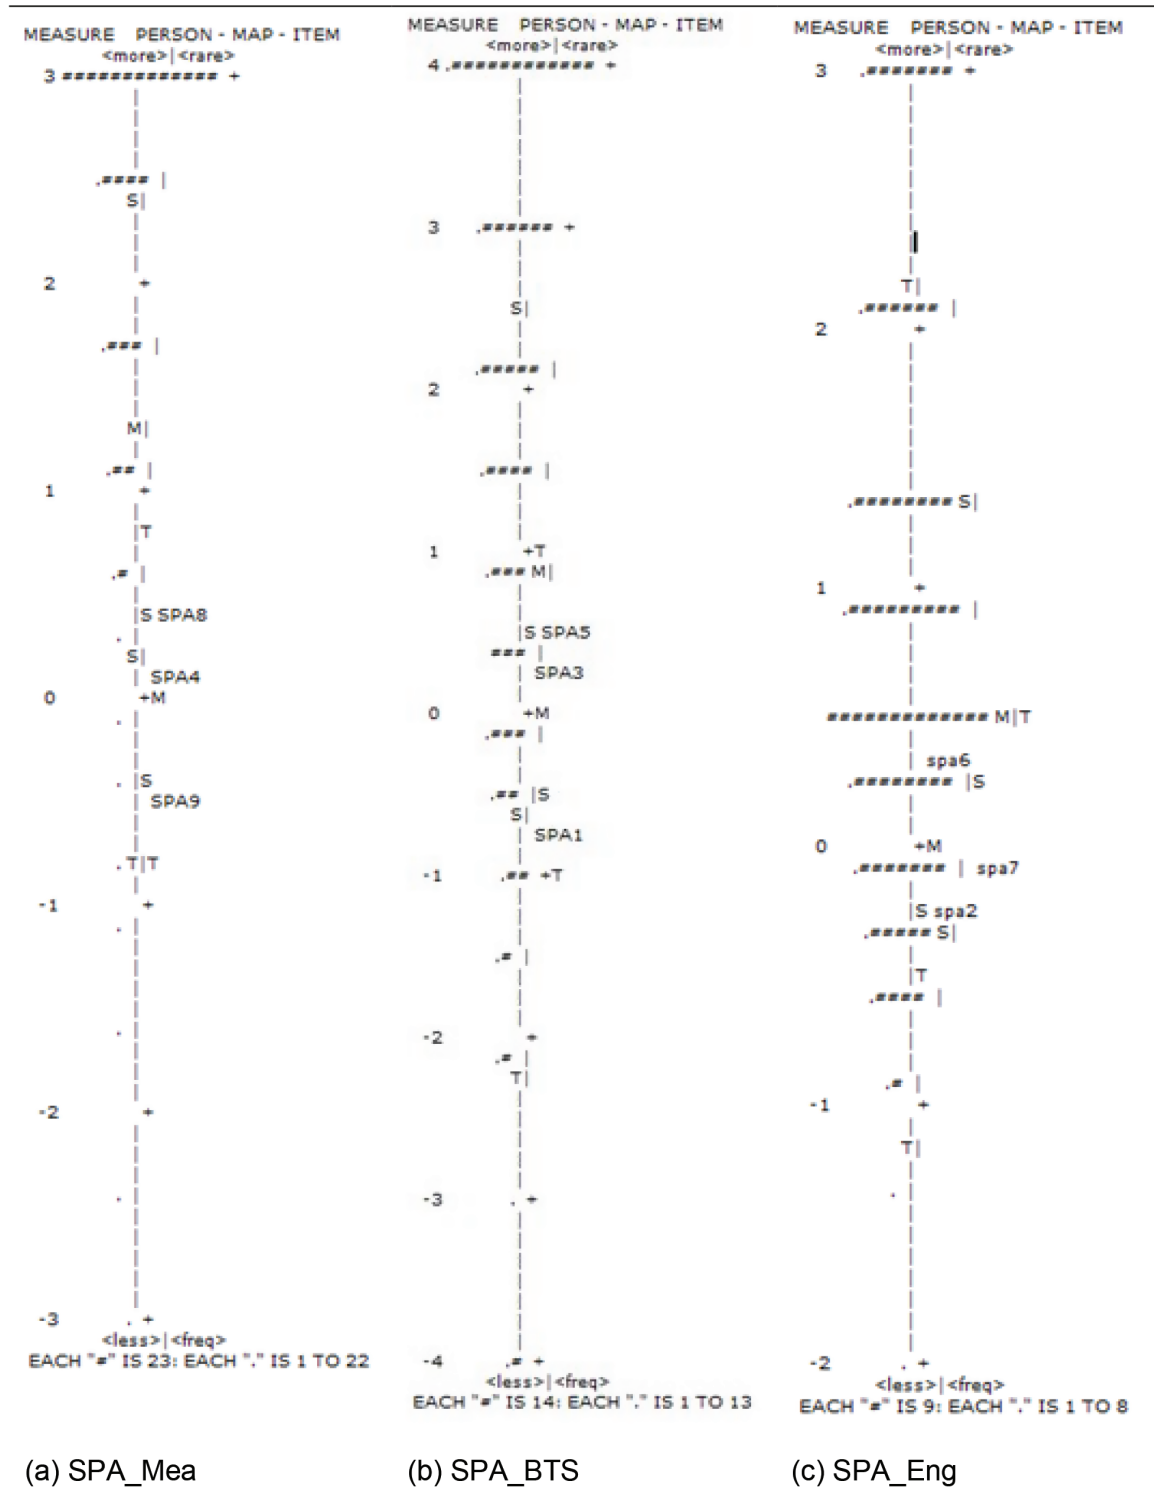 MEASURE PERSON - MAP - ITEM
<more>|<rare>
3 ############# +
.#### |
S|
2 +
.### |
M|
.## |
1 +
|T
.# |
|S SPA8
.
S|
| SPA4
0 +M
. |
. |S
| SPA9
. T|T
-1 +
. |
. |
-2 +
. |
-3 . +
<less>|<freq>
EACH "#" IS 23: EACH "." IS 1 TO 22
(a) SPA_Mea
MEASURE PERSON - MAP - ITEM
<more>|<rare>
4 .############ +
3 .###### +
S|
.##### |
2 +
.#### |
1 +T
.### M|
|S SPA5
### |
| SPA3
0 +M
.### |
.## |S
S|
| SPA1
-1 .## +T
.# |
-2 +
.# |
T|
-3 . +
-4 .# +
<less>|<freq>
EACH "#" IS 14: EACH "." IS 1 TO 13
(b) SPA_BTS
MEASURE PERSON - MAP - ITEM
<more>|<rare>
3 .####### +
T|
.###### |
2 +
.######## S|
1 +
.######### |
############# M|T
| spa6
.######## |S
0 +M
.####### | spa7
|S spa2
.##### S|
|T
.#### |
.# |
-1 +
T|
. |
-2 . +
<less>|<freq>
EACH "#" IS 9: EACH "." IS 1 TO 8
(c) SPA_Eng